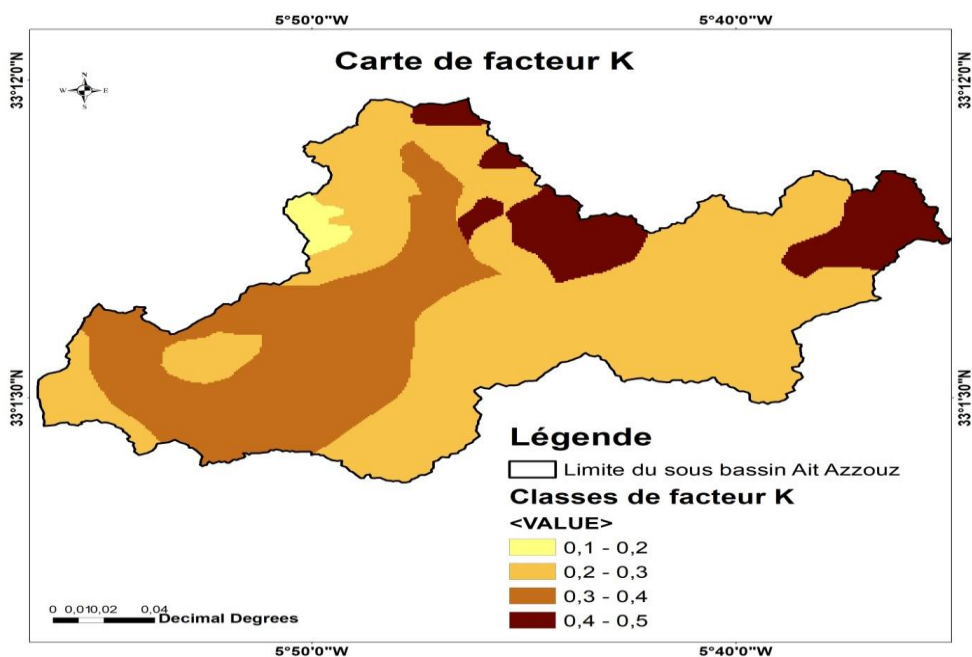 5°50'0"W 5°40'0"W
Carte de facteur K
33°12'0"N 33°12'0"N
N
W E
S
33°1'30"N 33°1'30"N
Légende
Limite du sous bassin Ait Azzouz
Classes de facteur K
<VALUE>
0,1 - 0,2
0,2 - 0,3
0,3 - 0,4
0,4 - 0,5
0 0,010,02 0,04
Decimal Degrees
5°50'0"W 5°40'0"W